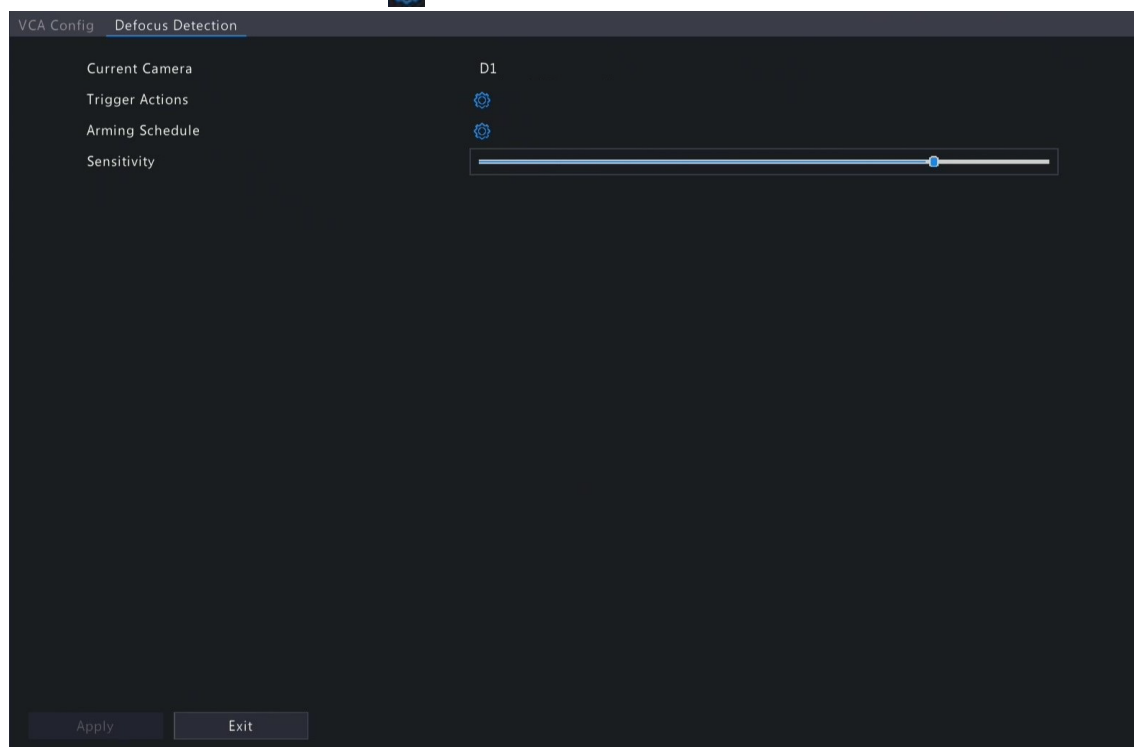 VCA Config Defocus Detection
Current Camera D1
Trigger Actions
Arming Schedule
Sensitivity
Apply Exit